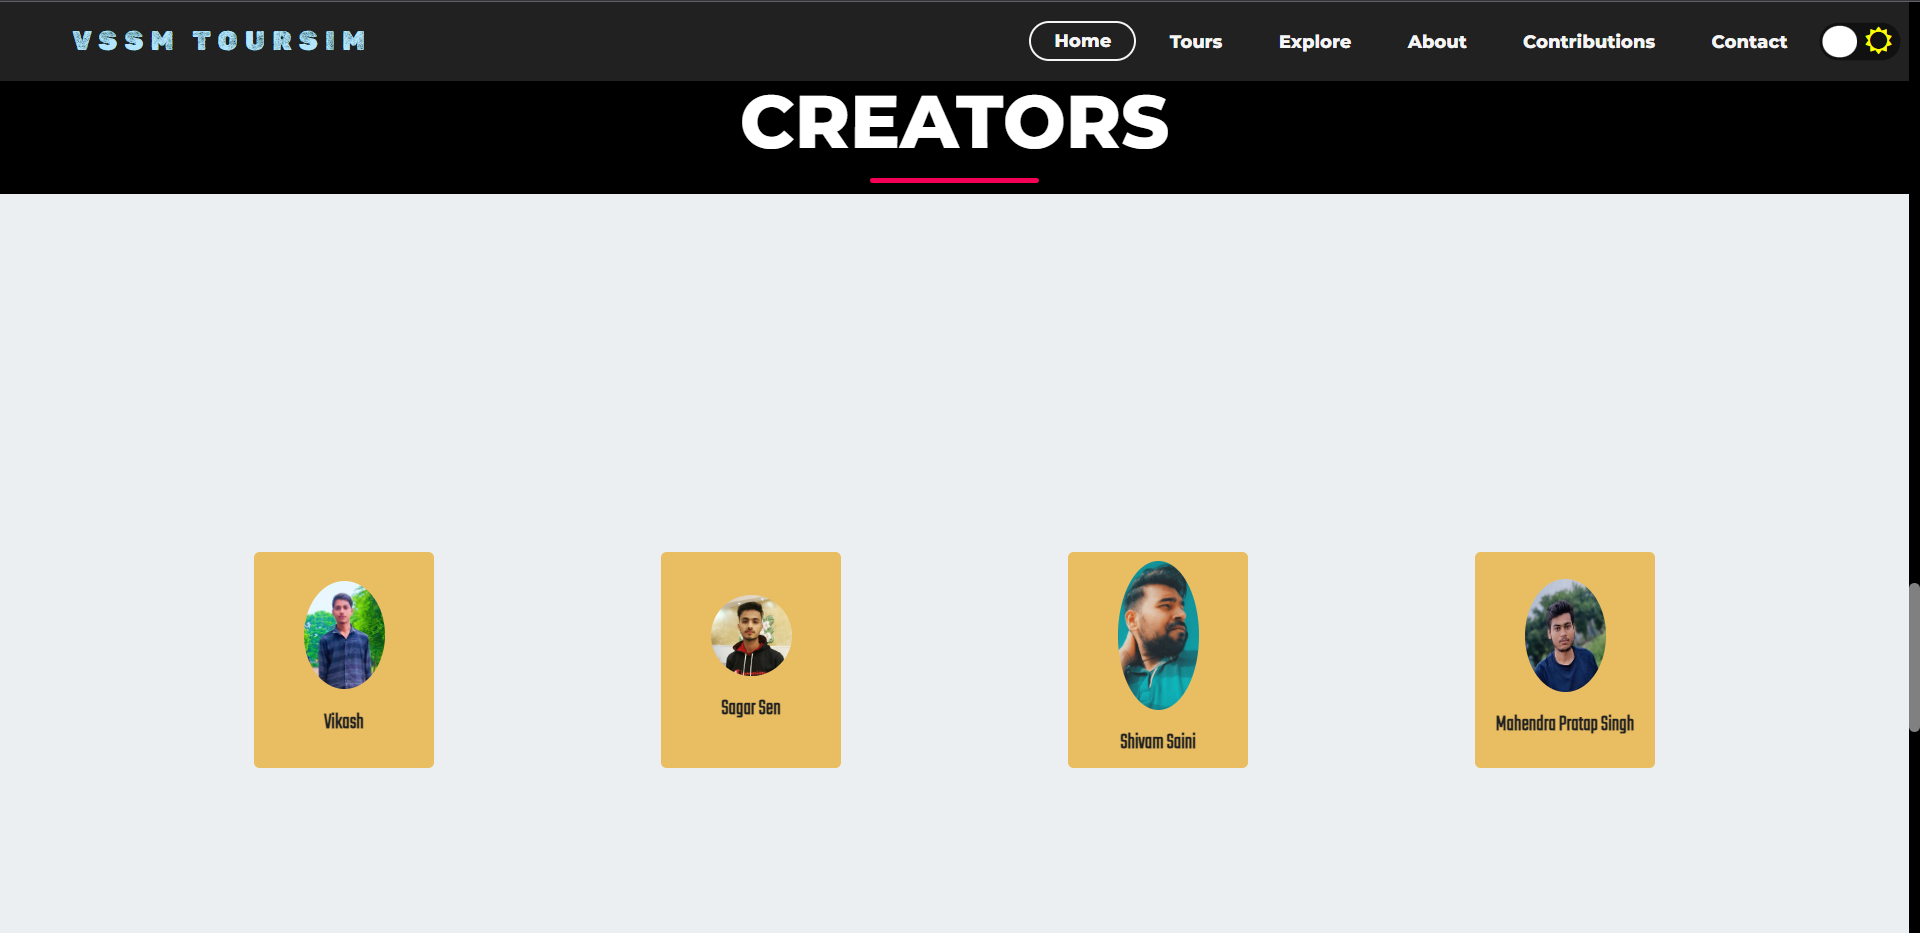 VSSM TOURSIM
Home Tours Explore About Contributions Contact
CREATORS
Vikash
Sagar Sen
Shivam Saini
Mahendra Pratap Singh